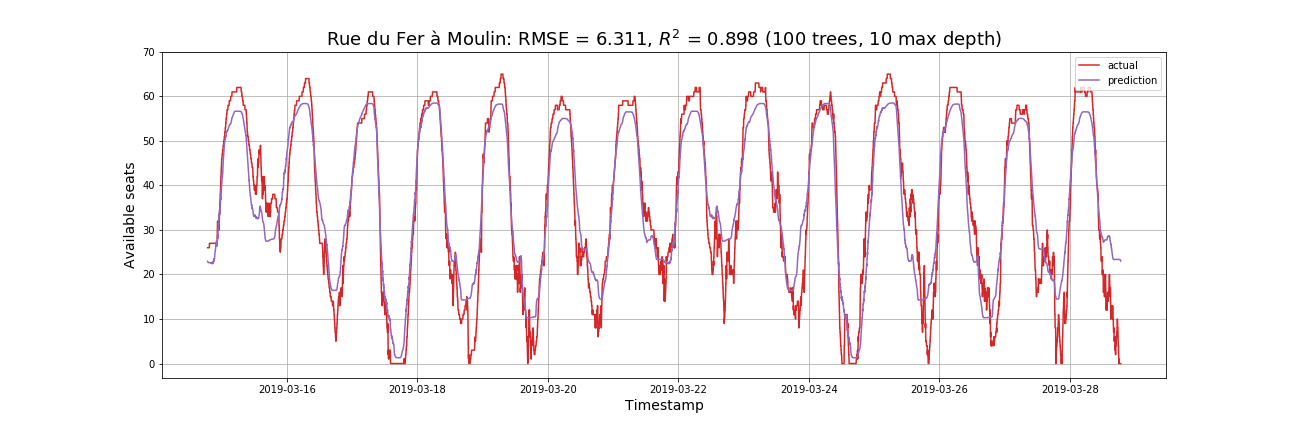 Rue du Fer à Moulin: RMSE = 6.311, R² = 0.898 (100 trees, 10 max depth)
actual
prediction
Available seats
70
60
50
40
30
20
10
0
2019-03-16 2019-03-18 2019-03-20 2019-03-22 2019-03-24 2019-03-26 2019-03-28
Timestamp